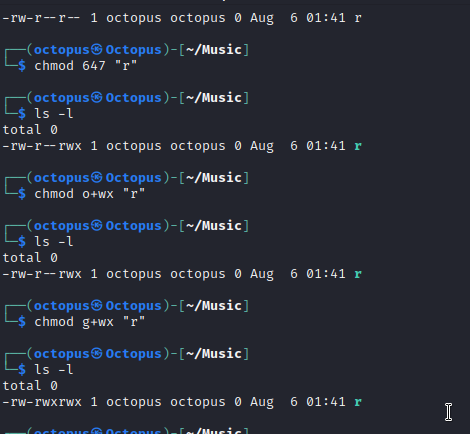 -rw-r--r-- 1 octopus octopus 0 Aug  6 01:41 r
┌──(octopus㉿Octopus)-[~/Music]
└─$ chmod 647 "r"
┌──(octopus㉿Octopus)-[~/Music]
└─$ ls -l
total 0
-rw-r--rwx 1 octopus octopus 0 Aug  6 01:41 r
┌──(octopus㉿Octopus)-[~/Music]
└─$ chmod o+wx "r"
┌──(octopus㉿Octopus)-[~/Music]
└─$ ls -l
total 0
-rw-r--rwx 1 octopus octopus 0 Aug  6 01:41 r
┌──(octopus㉿Octopus)-[~/Music]
└─$ chmod g+wx "r"
┌──(octopus㉿Octopus)-[~/Music]
└─$ ls -l
total 0
-rw-rwxrwx 1 octopus octopus 0 Aug  6 01:41 r
┌──(octopus㉿Octopus)-[~/Music]